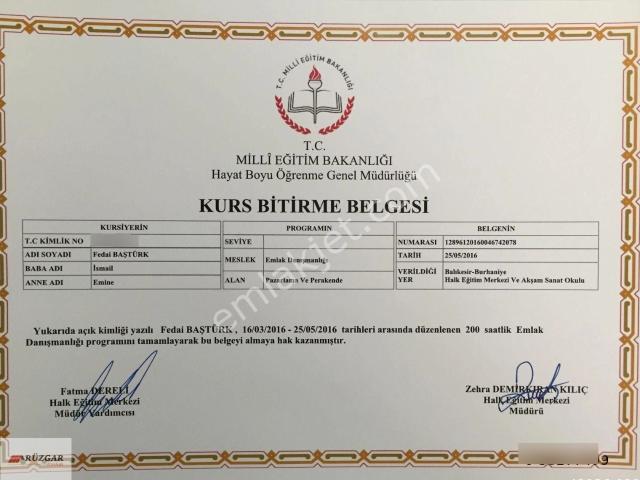 T.C. MİLLİ EĞİTİM BAKANLIĞI
T.C.
MİLLÎ EĞİTİM BAKANLIĞI
Hayat Boyu Öğrenme Genel Müdürlüğü
KURS BİTİRME BELGESİ
KURSİYERİN PROGRAMIN BELGENİN
T.C KİMLİK NO SEVİYE NUMARASI 12896120160046742078
ADI SOYADI Fedai BAŞTÜRK MESLEK Emlak Danışmanlığı TARİH 25/05/2016
BABA ADI İsmail ALAN Pazarlama Ve Perakende VERİLDİĞİ YER Balıkesir-Burhaniye
ANNE ADI Emine Halk Eğitim Merkezi Ve Akşam Sanat Okulu
Yukarıda açık kimliği yazılı Fedai BAŞTÜRK , 16/03/2016 - 25/05/2016 tarihleri arasında düzenlenen 200 saatlik Emlak
Danışmanlığı programını tamamlayarak bu belgeyi almaya hak kazanmıştır.
Fatma DERELİ
Halk Eğitim Merkezi
Müdür Yardımcısı
Zehra DEMİRKIRAN KILIÇ
Halk Eğitim Merkezi
Müdürü
emlakjet.com
RÜZGAR